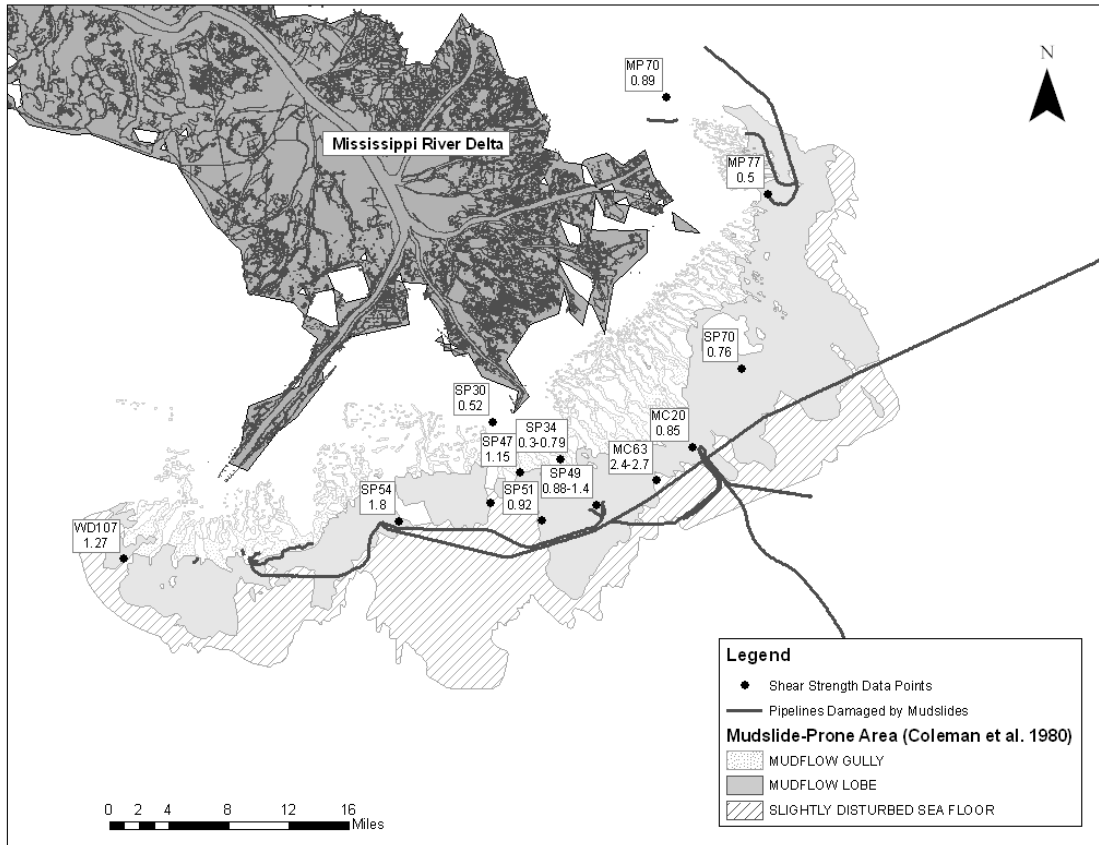 MP70
0.89
N
Mississippi River Delta
MP77
0.5
SP70
0.76
SP30
0.52
SP34
0.3-0.79
MC20
0.85
SP47
1.15
MC63
2.4-2.7
SP49
0.88-1.4
SP54
1.8
SP51
0.92
WD107
1.27
Legend
Shear Strength Data Points
Pipelines Damaged by Mudslides
Mudslide-Prone Area (Coleman et al. 1980)
MUDFLOW GULLY
MUDFLOW LOBE
SLIGHTLY DISTURBED SEA FLOOR
0 2 4 8 12 16
Miles